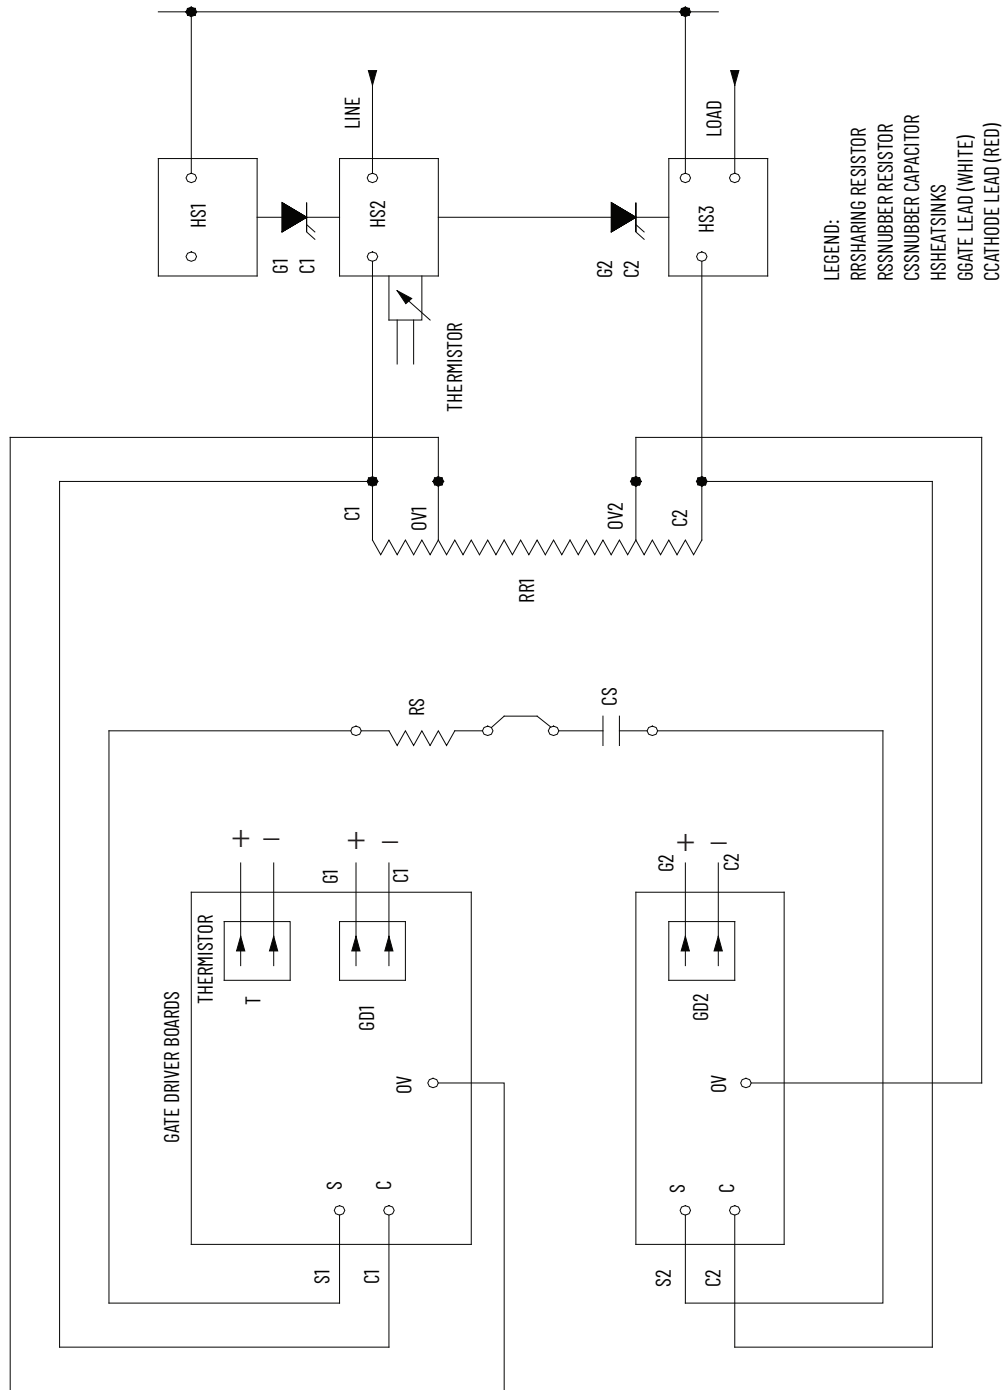 LINE
LOAD
HS1
HS2
HS3
G1
C1
G2
C2
THERMISTOR
LEGEND:
RRSHARING RESISTOR
RSSNUBBER RESISTOR
CSSNUBBER CAPACITOR
HSHEATSINKS
GGATE LEAD (WHITE)
CCATHODE LEAD (RED)
C1
OV1
OV2
C2
RR1
RS
CS
+
–
+
–
+
–
G1
C1
G2
C2
GATE DRIVER BOARDS
THERMISTOR
T
GD1
GD2
OV
OV
S
C
S
C
S1
C1
S2
C2